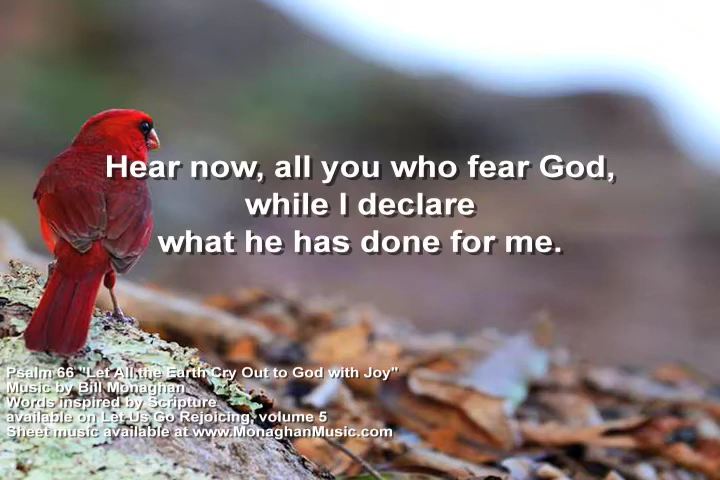 Hear now, all you who fear God,
while I declare
what he has done for me.
Psalm 66 "Let All the Earth Cry Out to God with Joy"
Music by Bill Monaghan
Words inspired by Scripture
available on Let Us Go Rejoicing, volume 5
Sheet music available at www.MonaghanMusic.com